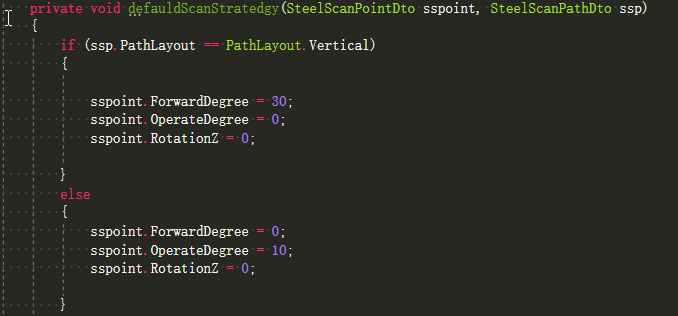 private void defauldScanStratedgy(SteelScanPointDto sspoint, SteelScanPathDto ssp)
{
if (ssp.PathLayout == PathLayout.Vertical)
{
sspoint.ForwardDegree = 30;
sspoint.OperateDegree = 0;
sspoint.RotationZ = 0;
}
else
{
sspoint.ForwardDegree = 0;
sspoint.OperateDegree = 10;
sspoint.RotationZ = 0;
}